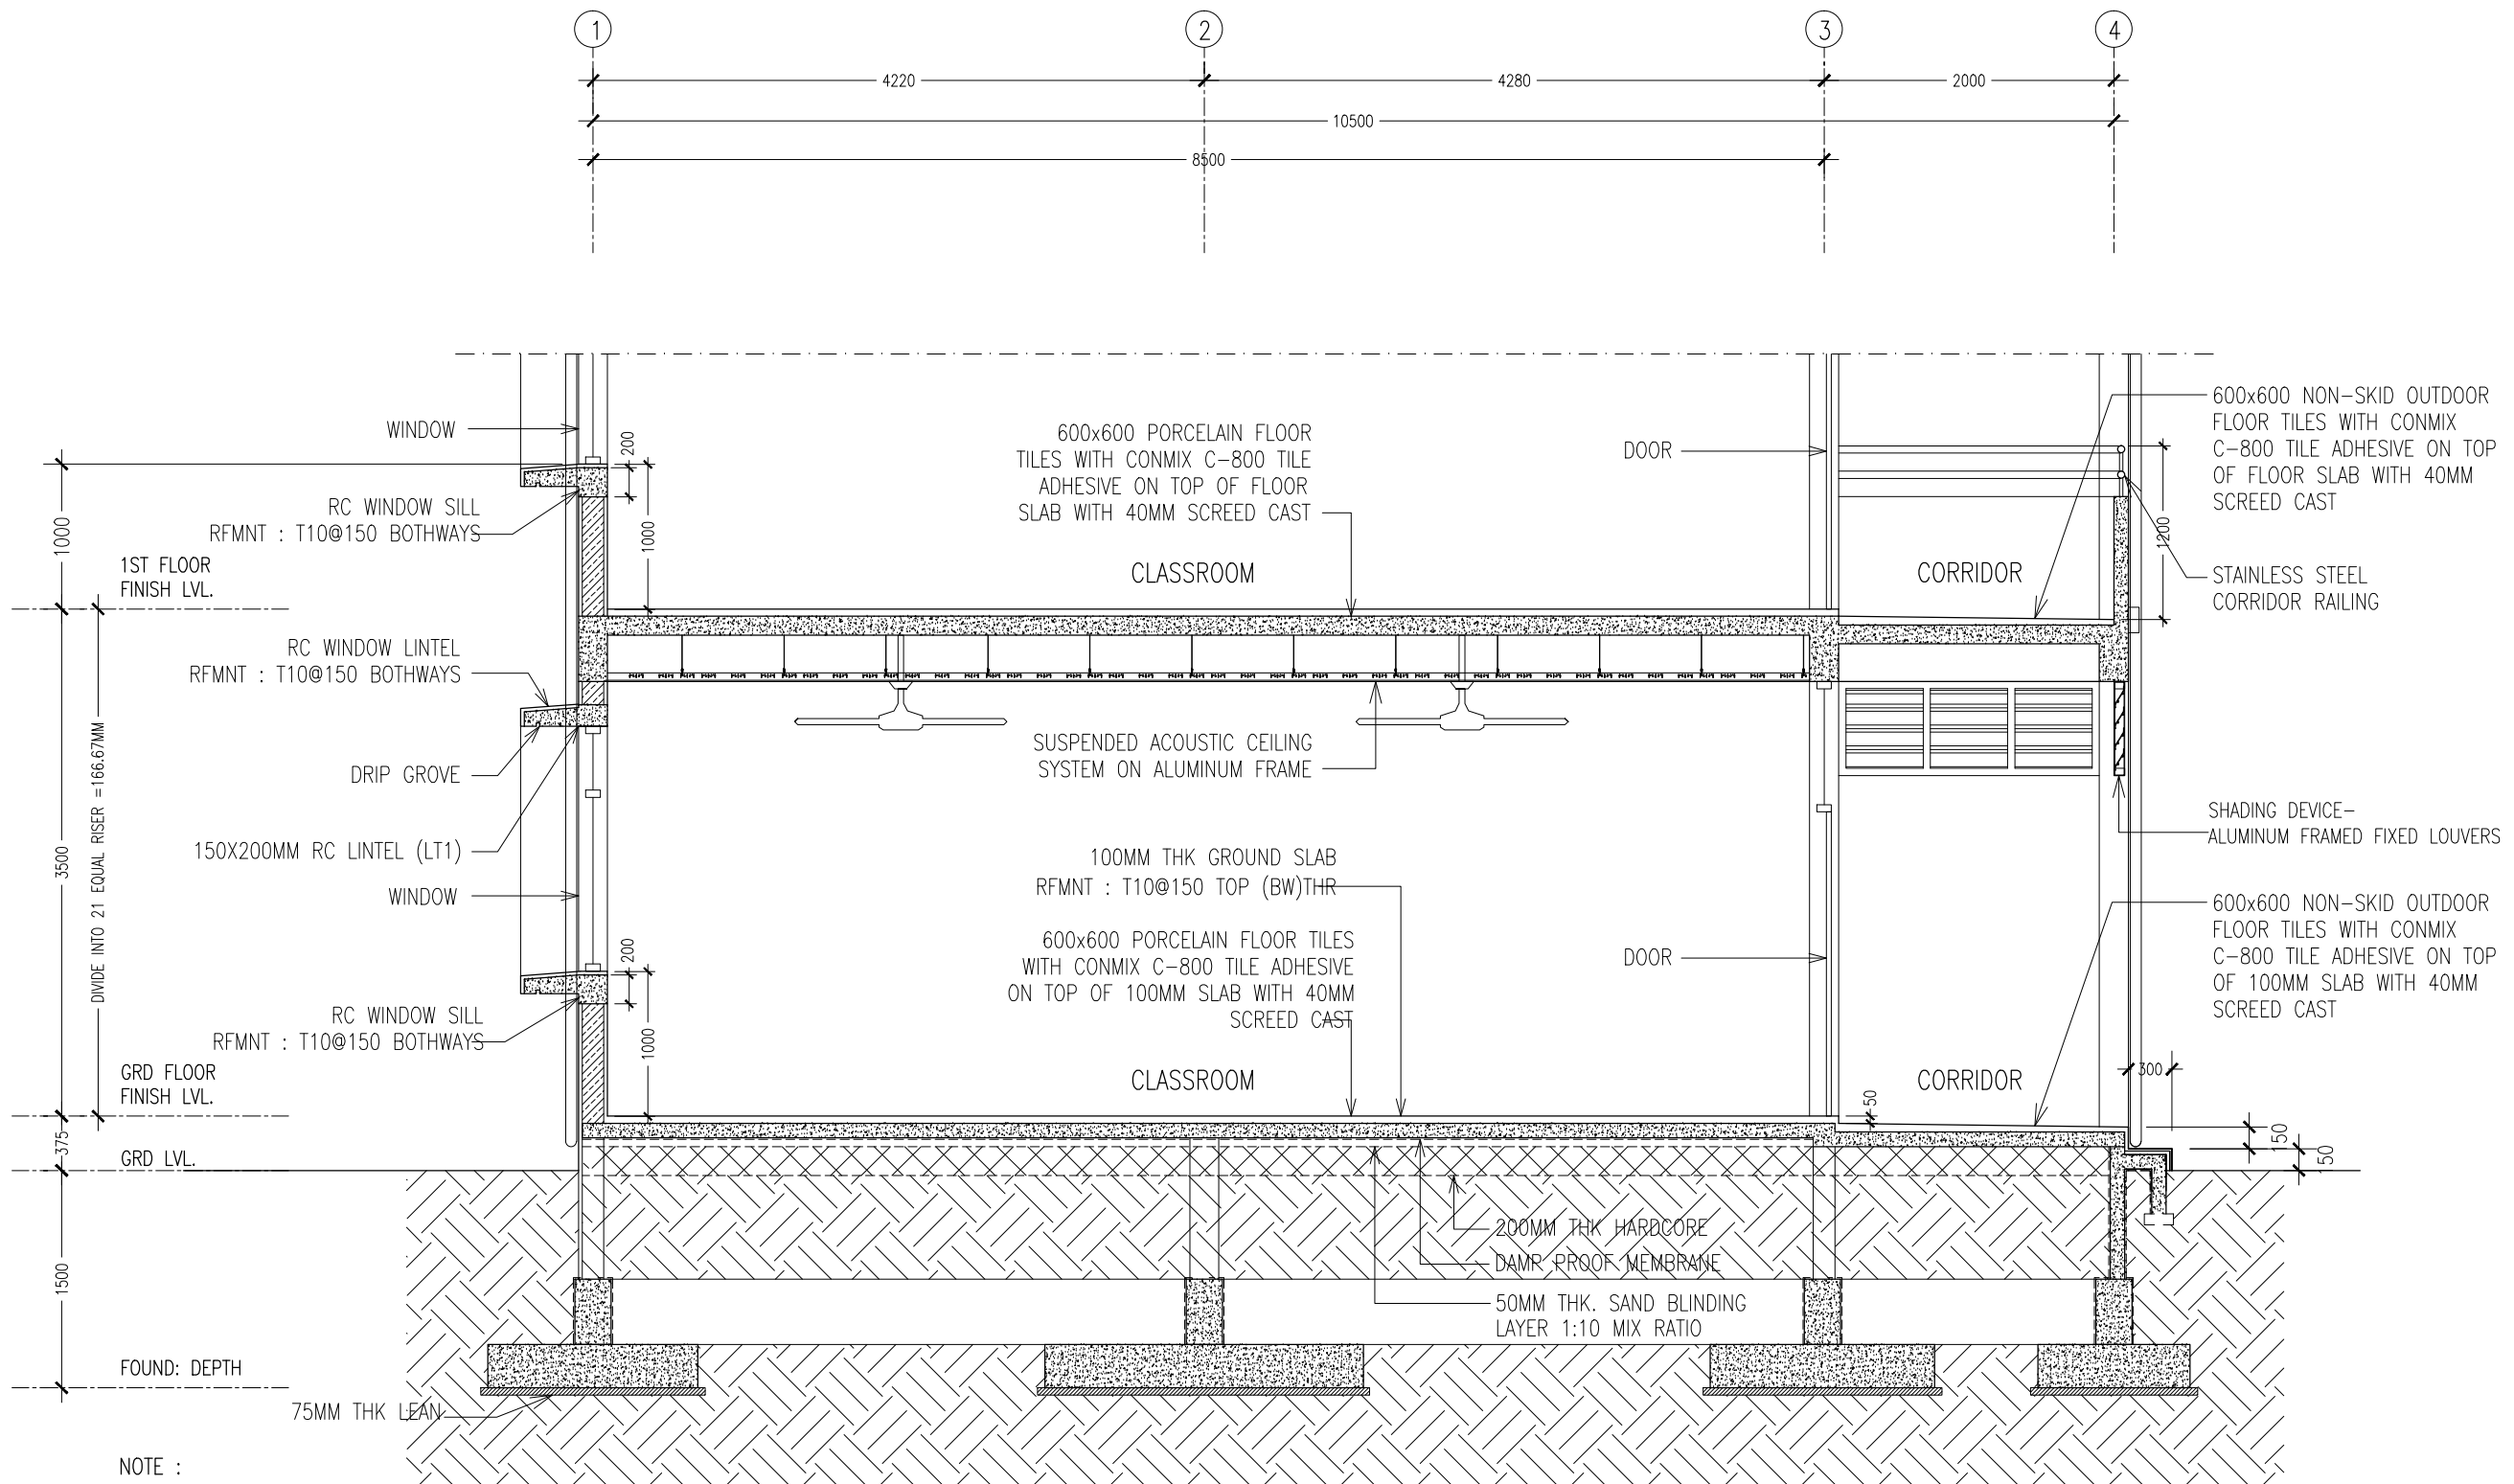 1
2
3
4
4220
4280
2000
10500
8500
WINDOW
200
600x600 PORCELAIN FLOOR
TILES WITH CONMIX C-800 TILE
ADHESIVE ON TOP OF FLOOR
SLAB WITH 40MM SCREED CAST
DOOR
600x600 NON-SKID OUTDOOR
FLOOR TILES WITH CONMIX
C-800 TILE ADHESIVE ON TOP
OF FLOOR SLAB WITH 40MM
SCREED CAST
RC WINDOW SILL
RFMNT : T10@150 BOTHWAYS
1000
1000
1200
1ST FLOOR
FINISH LVL.
CLASSROOM
CORRIDOR
STAINLESS STEEL
CORRIDOR RAILING
RC WINDOW LINTEL
RFMNT : T10@150 BOTHWAYS
DRIP GROVE
SUSPENDED ACOUSTIC CEILING
SYSTEM ON ALUMINUM FRAME
SHADING DEVICE-
ALUMINUM FRAMED FIXED LOUVERS
150X200MM RC LINTEL (LT1)
3500
DIVIDE INTO 21 EQUAL RISER =166.67MM
WINDOW
100MM THK GROUND SLAB
RFMNT : T10@150 TOP (BW)THR
600x600 PORCELAIN FLOOR TILES
WITH CONMIX C-800 TILE ADHESIVE
ON TOP OF 100MM SLAB WITH 40MM
SCREED CAST
DOOR
600x600 NON-SKID OUTDOOR
FLOOR TILES WITH CONMIX
C-800 TILE ADHESIVE ON TOP
OF 100MM SLAB WITH 40MM
SCREED CAST
200
RC WINDOW SILL
RFMNT : T10@150 BOTHWAYS
1000
GRD FLOOR
FINISH LVL.
CLASSROOM
CORRIDOR
300
50
150
50
375
GRD LVL.
200MM THK HARDCORE
DAMP PROOF MEMBRANE
50MM THK. SAND BLINDING
LAYER 1:10 MIX RATIO
1500
FOUND: DEPTH
75MM THK LEAN
NOTE :